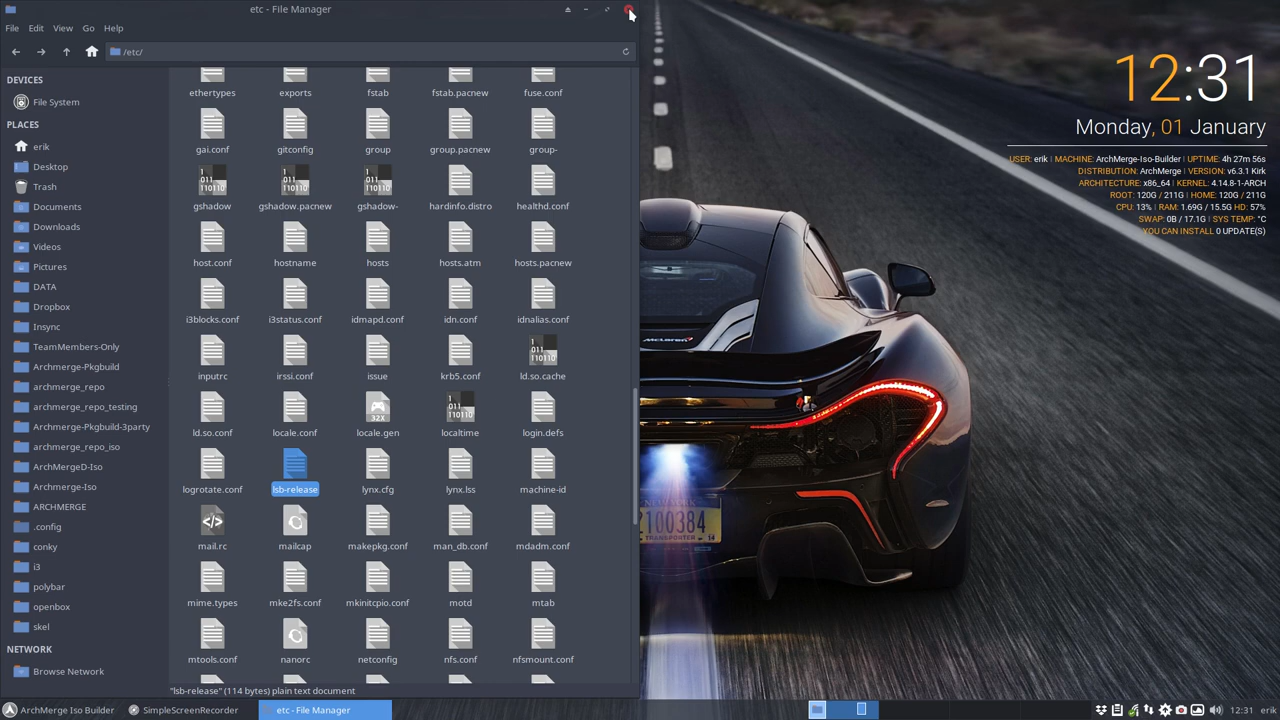 etc - File Manager
File Edit View Go Help
/etc/
DEVICES
File System
PLACES
erik
Desktop
Trash
Documents
Downloads
Videos
Pictures
DATA
Dropbox
Insync
TeamMembers-Only
Archmerge-Pkgbuild
archmerge_repo
archmerge_repo_testing
Archmerge-Pkgbuild-3party
archmerge_repo_iso
ArchMergeD-Iso
ArchMerge-Iso
ARCHMERGE
.config
conky
i3
polybar
openbox
skel
NETWORK
Browse Network
ethertypes exports fstab fstab.pacnew fuse.conf
gai.conf gitconfig group group.pacnew group-
gshadow gshadow.pacnew gshadow- hardinfo.distro healthd.conf
host.conf hostname hosts hosts.atm hosts.pacnew
i3blocks.conf i3status.conf idmapd.conf idn.conf idnalias.conf
inputrc irssi.conf issue krb5.conf ld.so.cache
ld.so.conf locale.conf locale.gen localtime login.defs
logrotate.conf lsb-release lynx.cfg lynx.lss machine-id
mail.rc mailcap makepkg.conf man_db.conf mdadm.conf
mime.types mke2fs.conf mkinitcpio.conf motd mtab
mtools.conf nanorc netconfig nfs.conf nfsmount.conf
"lsb-release" (114 bytes) plain text document
12:31
Monday, 01 January
USER: erik | MACHINE: ArchMerge-Iso-Builder | UPTIME: 4h 27m 56s
DISTRIBUTION: ArchMerge | VERSION: v6.3.1 Kirk
ARCHITECTURE: x86_64 | KERNEL: 4.14.8-1-ARCH
ROOT: 120G / 211G | HOME: 120G / 211G
CPU: 13% | RAM: 1.69G / 15.5G HD: 57%
SWAP: 0B / 17.1G | SYS TEMP: °C
YOU CAN INSTALL 0 UPDATE(S)
McLaren
2100384
TRANSPORTER 14
ArchMerge Iso Builder SimpleScreenRecorder etc - File Manager 12:31 erik